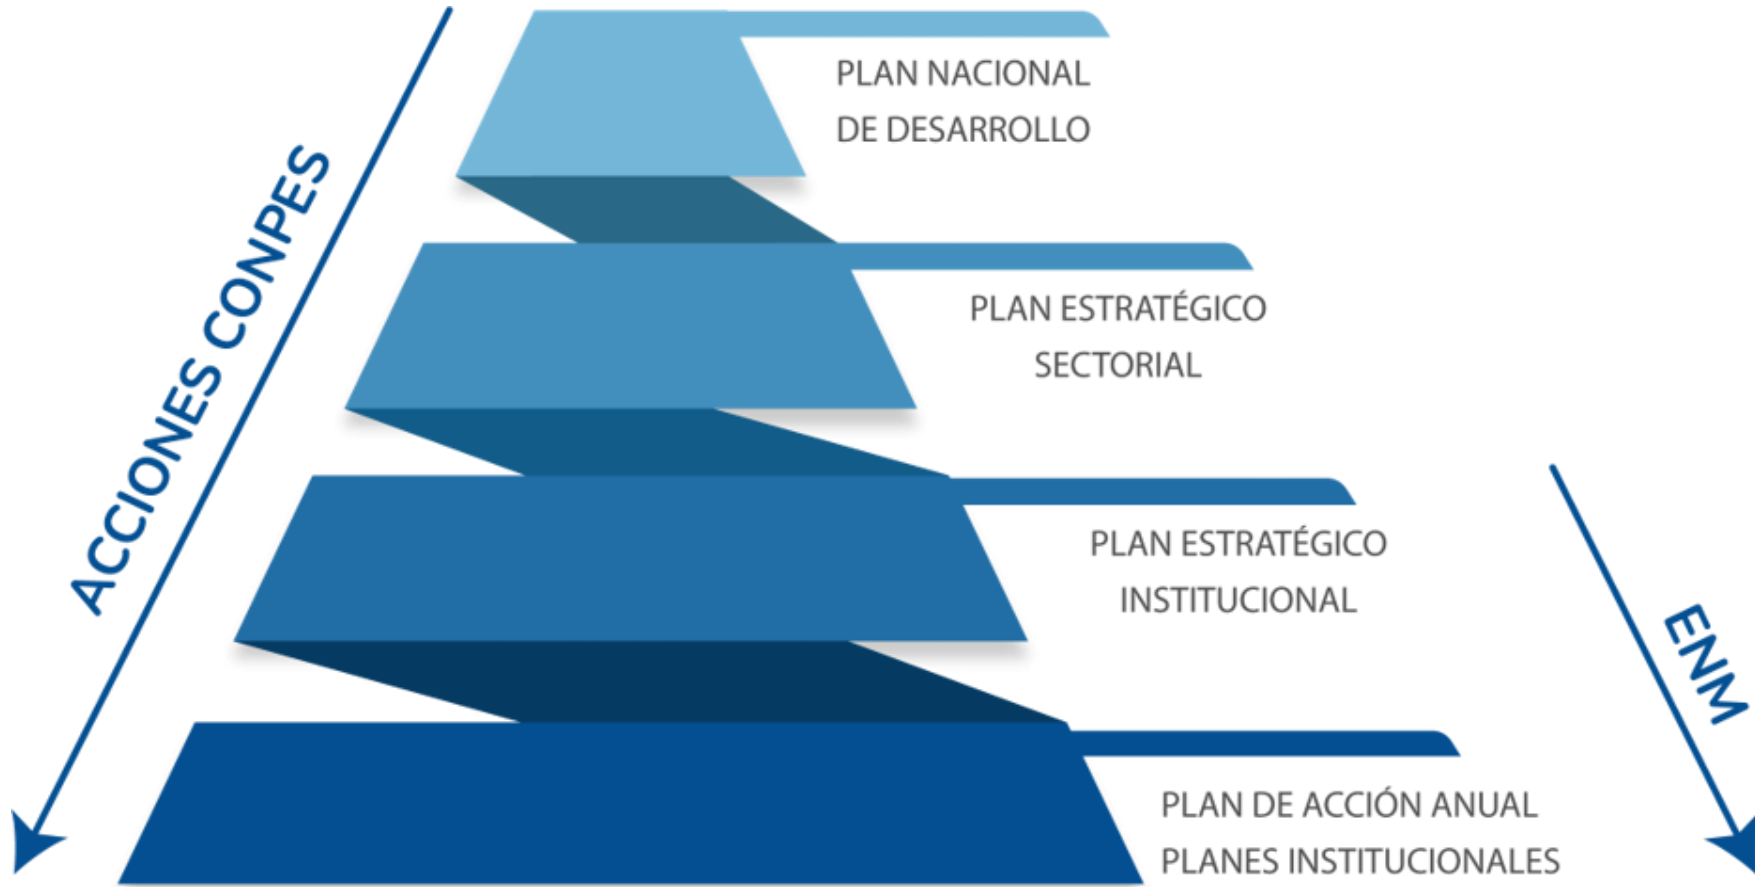 PLAN NACIONAL
DE DESARROLLO
ACCIONES CONPES
PLAN ESTRATÉGICO
SECTORIAL
PLAN ESTRATÉGICO
INSTITUCIONAL
ENM
PLAN DE ACCIÓN ANUAL
PLANES INSTITUCIONALES